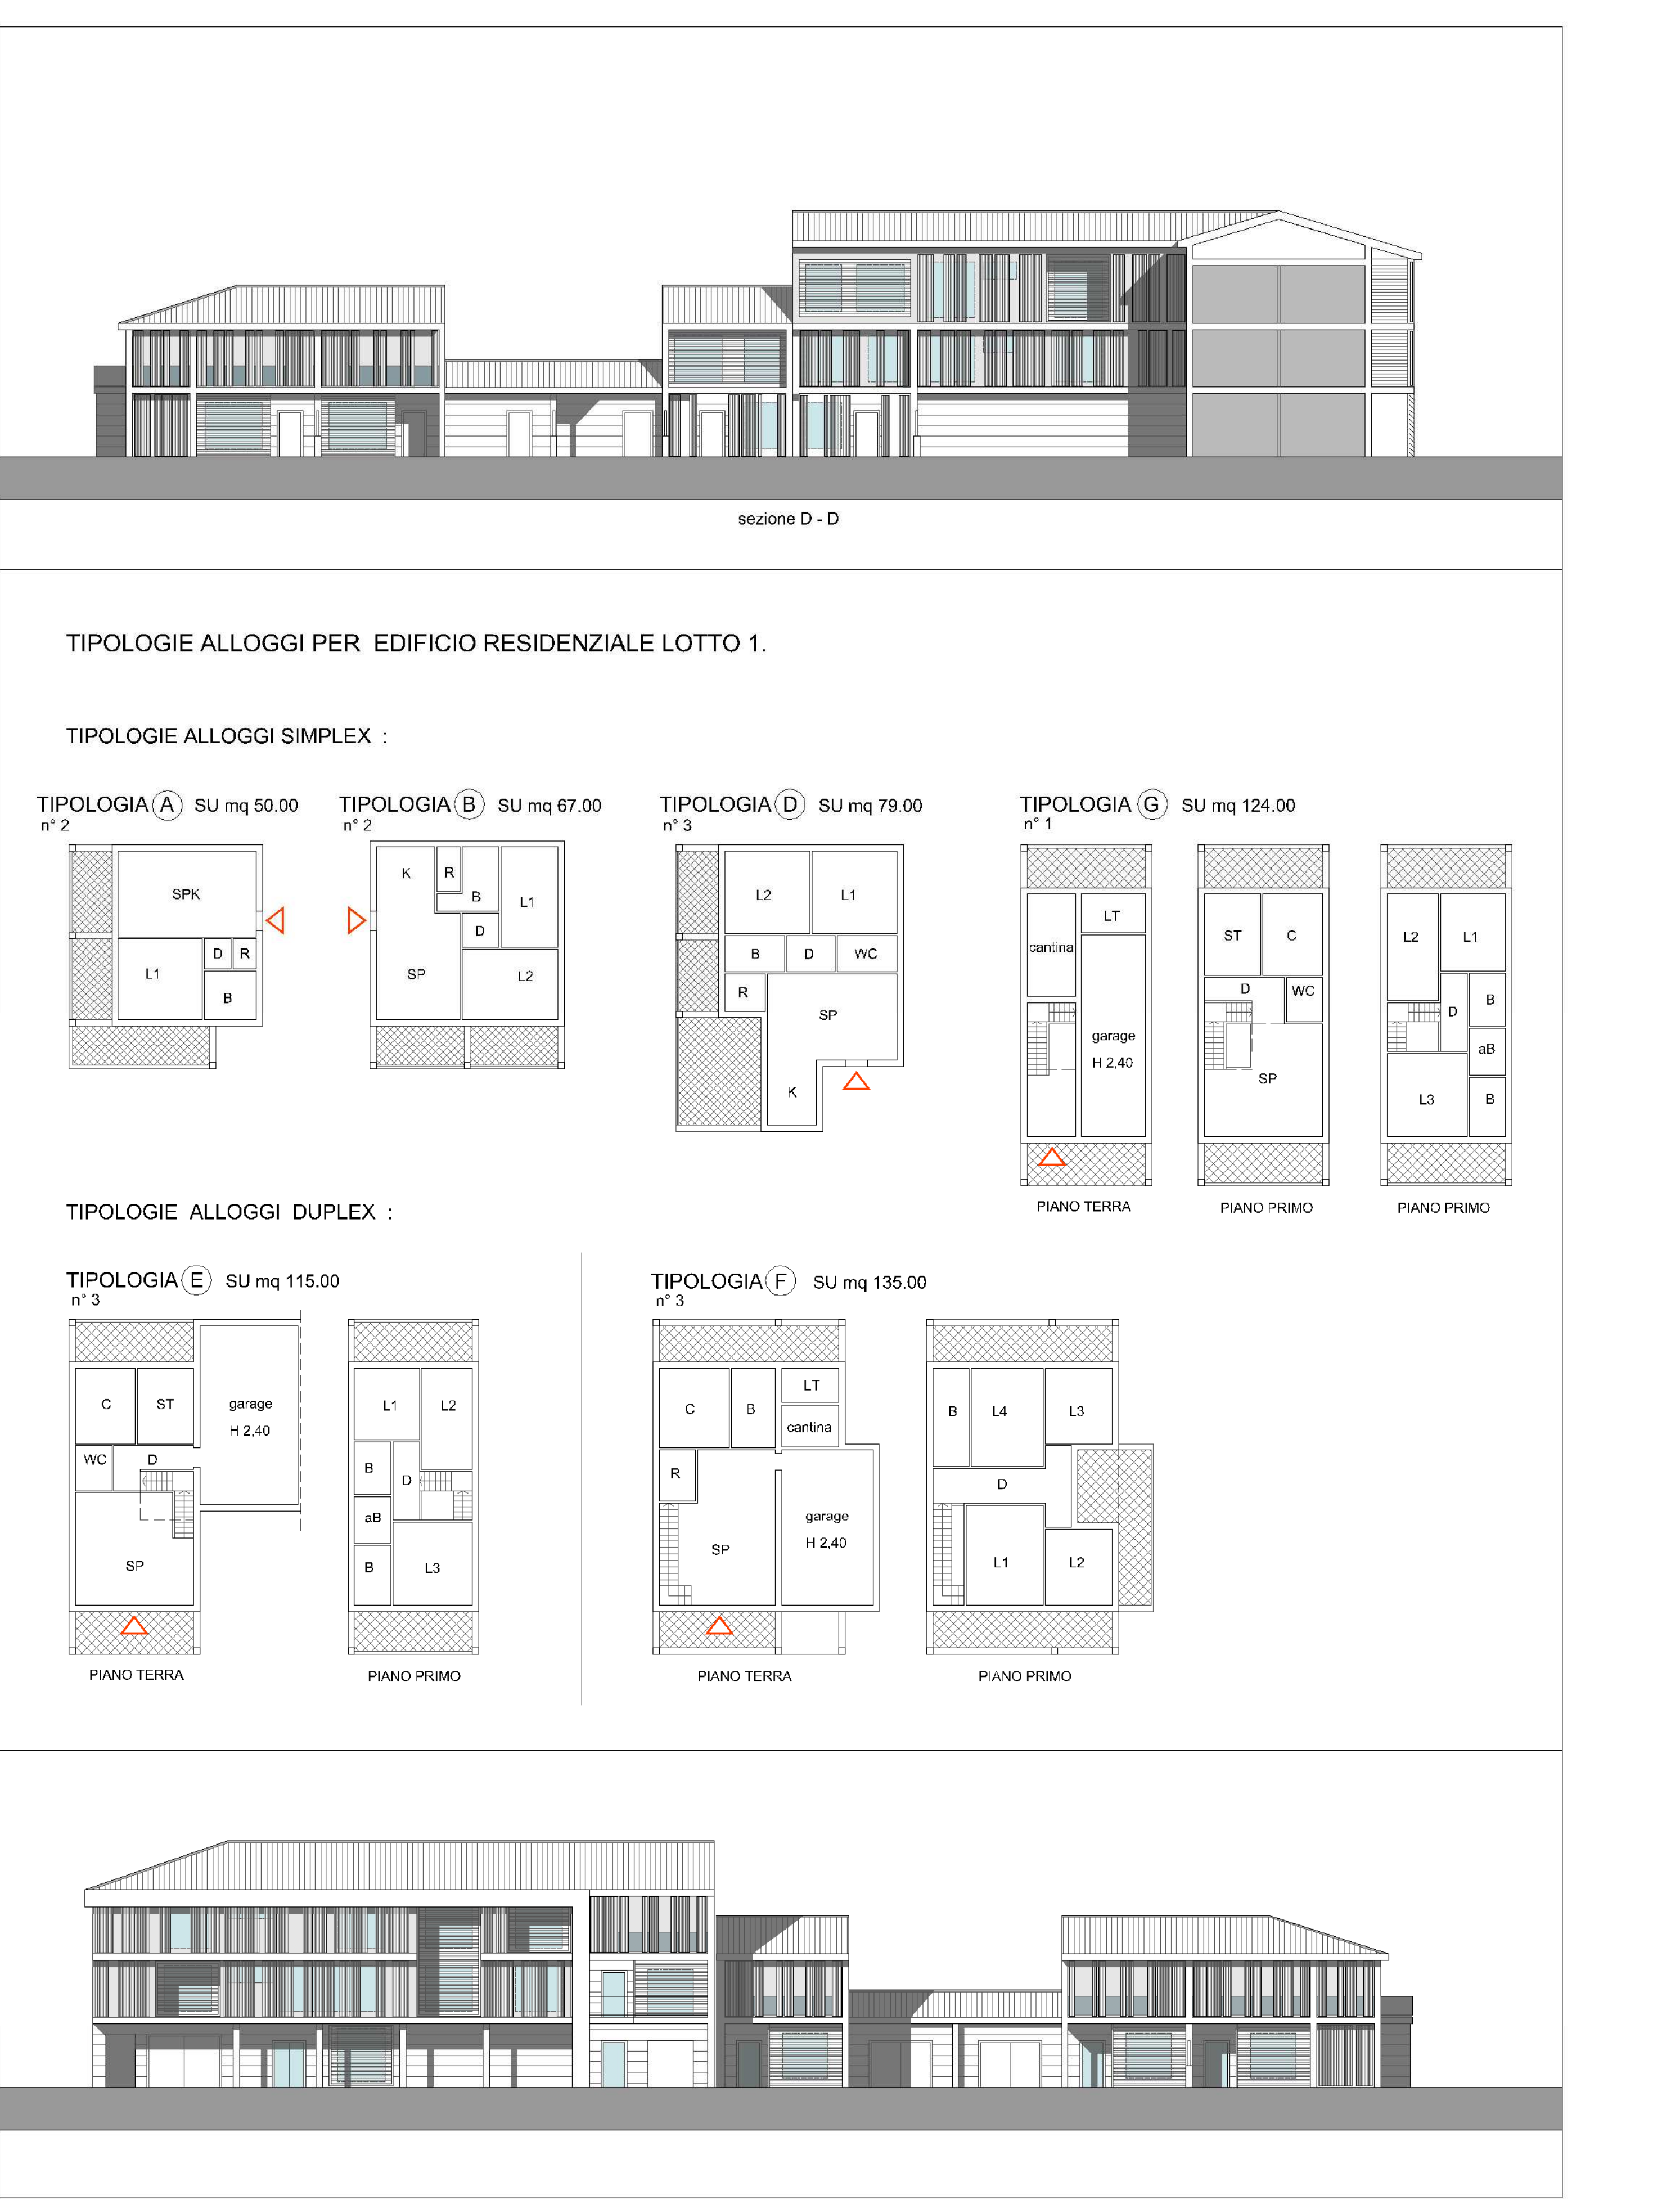 sezione D - D
TIPOLOGIE ALLOGGI PER EDIFICIO RESIDENZIALE LOTTO 1.
TIPOLOGIE ALLOGGI SIMPLEX :
TIPOLOGIA A SU mq 50.00
n° 2
SPK
L1
D
R
B
TIPOLOGIA B SU mq 67.00
n° 2
K
R
B
L1
D
SP
L2
TIPOLOGIA D SU mq 79.00
n° 3
L2
L1
B
D
WC
R
SP
K
TIPOLOGIA G SU mq 124.00
n° 1
LT
cantina
garage
H 2,40
PIANO TERRA
ST
C
D
WC
SP
PIANO PRIMO
L2
L1
B
D
aB
L3
B
PIANO PRIMO
TIPOLOGIE ALLOGGI DUPLEX :
TIPOLOGIA E SU mq 115.00
n° 3
C
ST
garage
H 2,40
WC
D
SP
PIANO TERRA
L1
L2
B
D
aB
B
L3
PIANO PRIMO
TIPOLOGIA F SU mq 135.00
n° 3
C
B
LT
cantina
R
garage
H 2,40
SP
PIANO TERRA
B
L4
L3
D
L1
L2
PIANO PRIMO